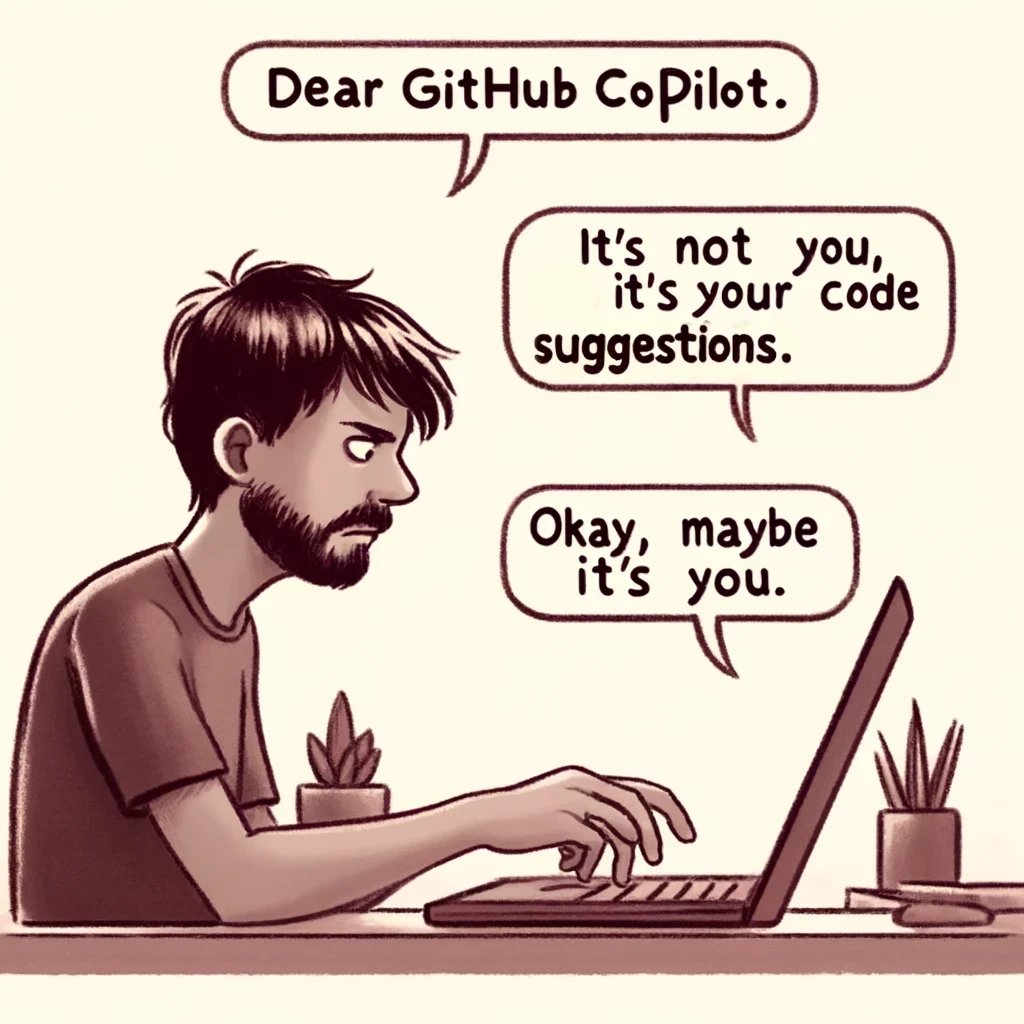 Dear GitHub CoPilot.
It's not you,
it's your code
suggestions.
Okay, maybe
it's you.